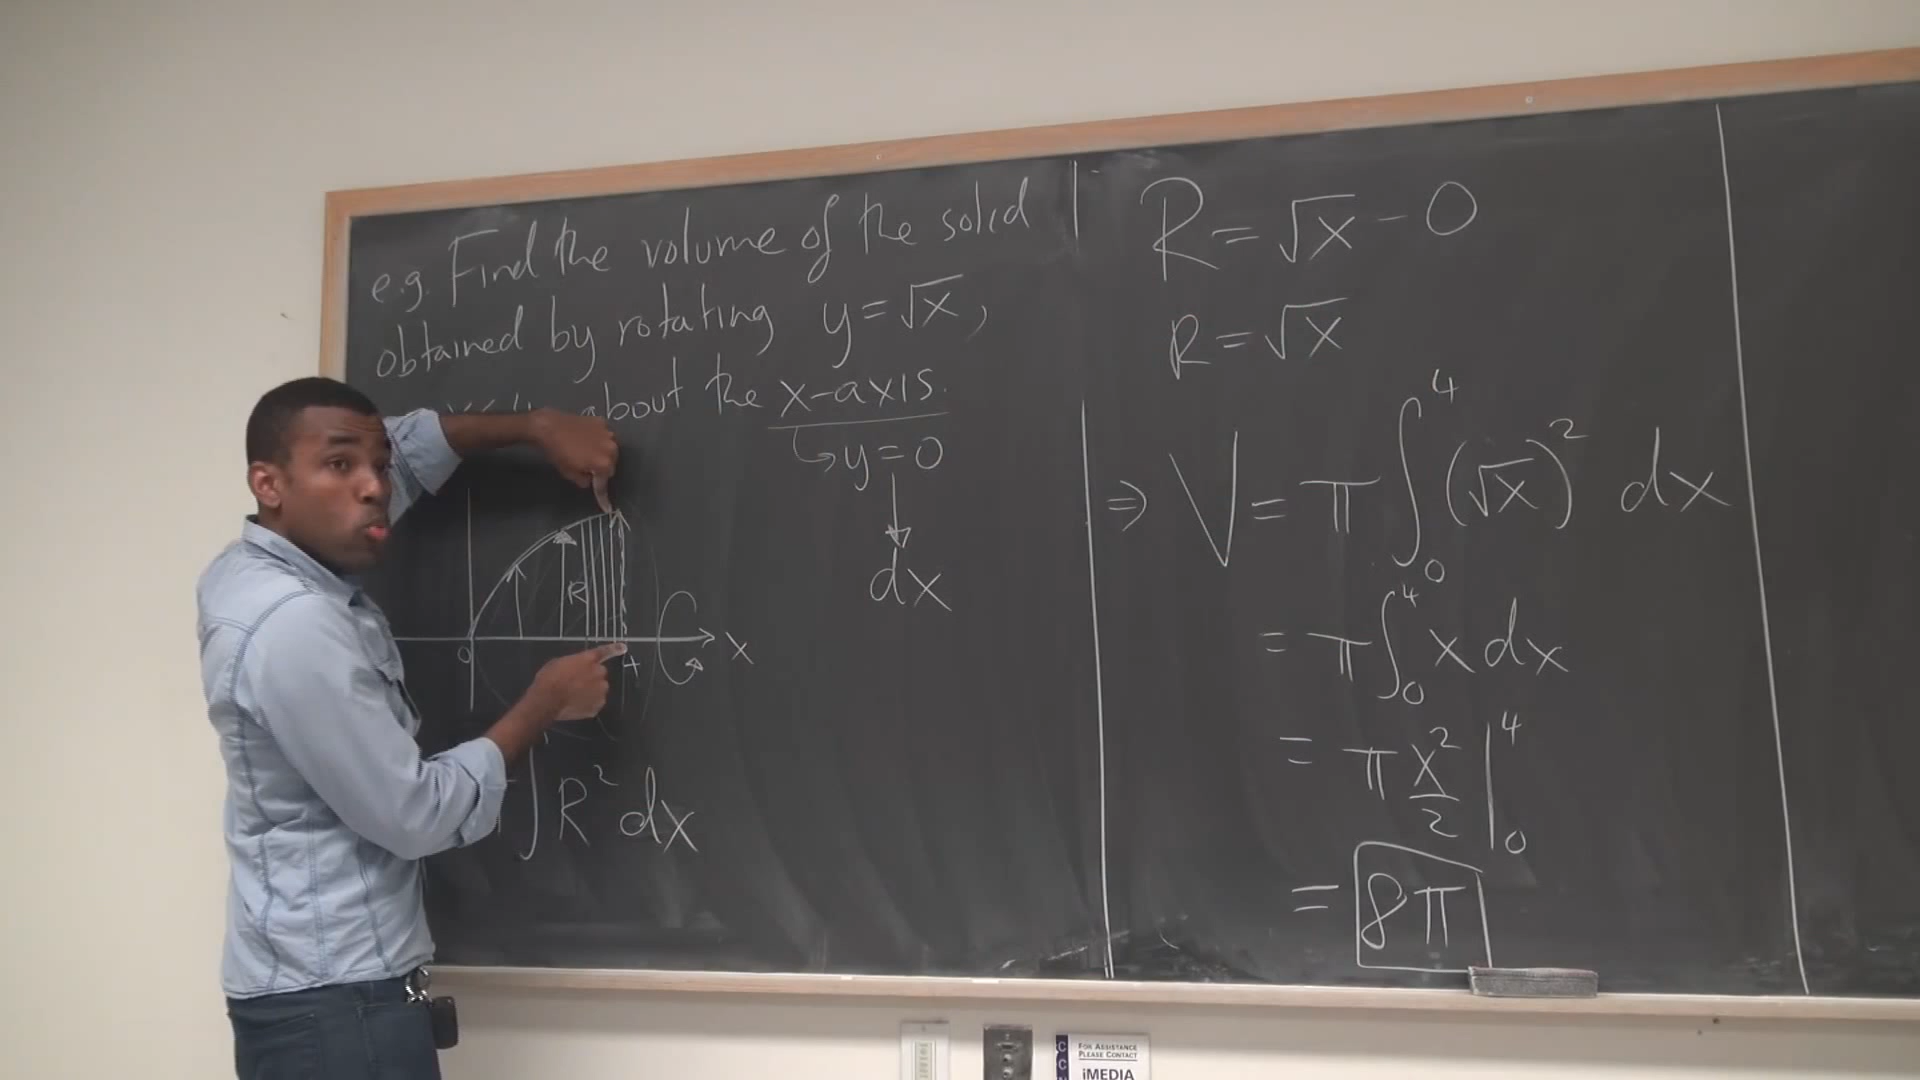 e.g. Find the volume of the solid
obtained by rotating y = √x,
about the x-axis.
↳ y = 0
↓
dx
R
0
4
x
∫ R² dx
R = √x - 0
R = √x
⇒ V = π ∫₀⁴ (√x)² dx
= π ∫₀⁴ x dx
= π x²/2 |₀⁴
= 8π
FOR ASSISTANCE
PLEASE CONTACT
iMEDIA